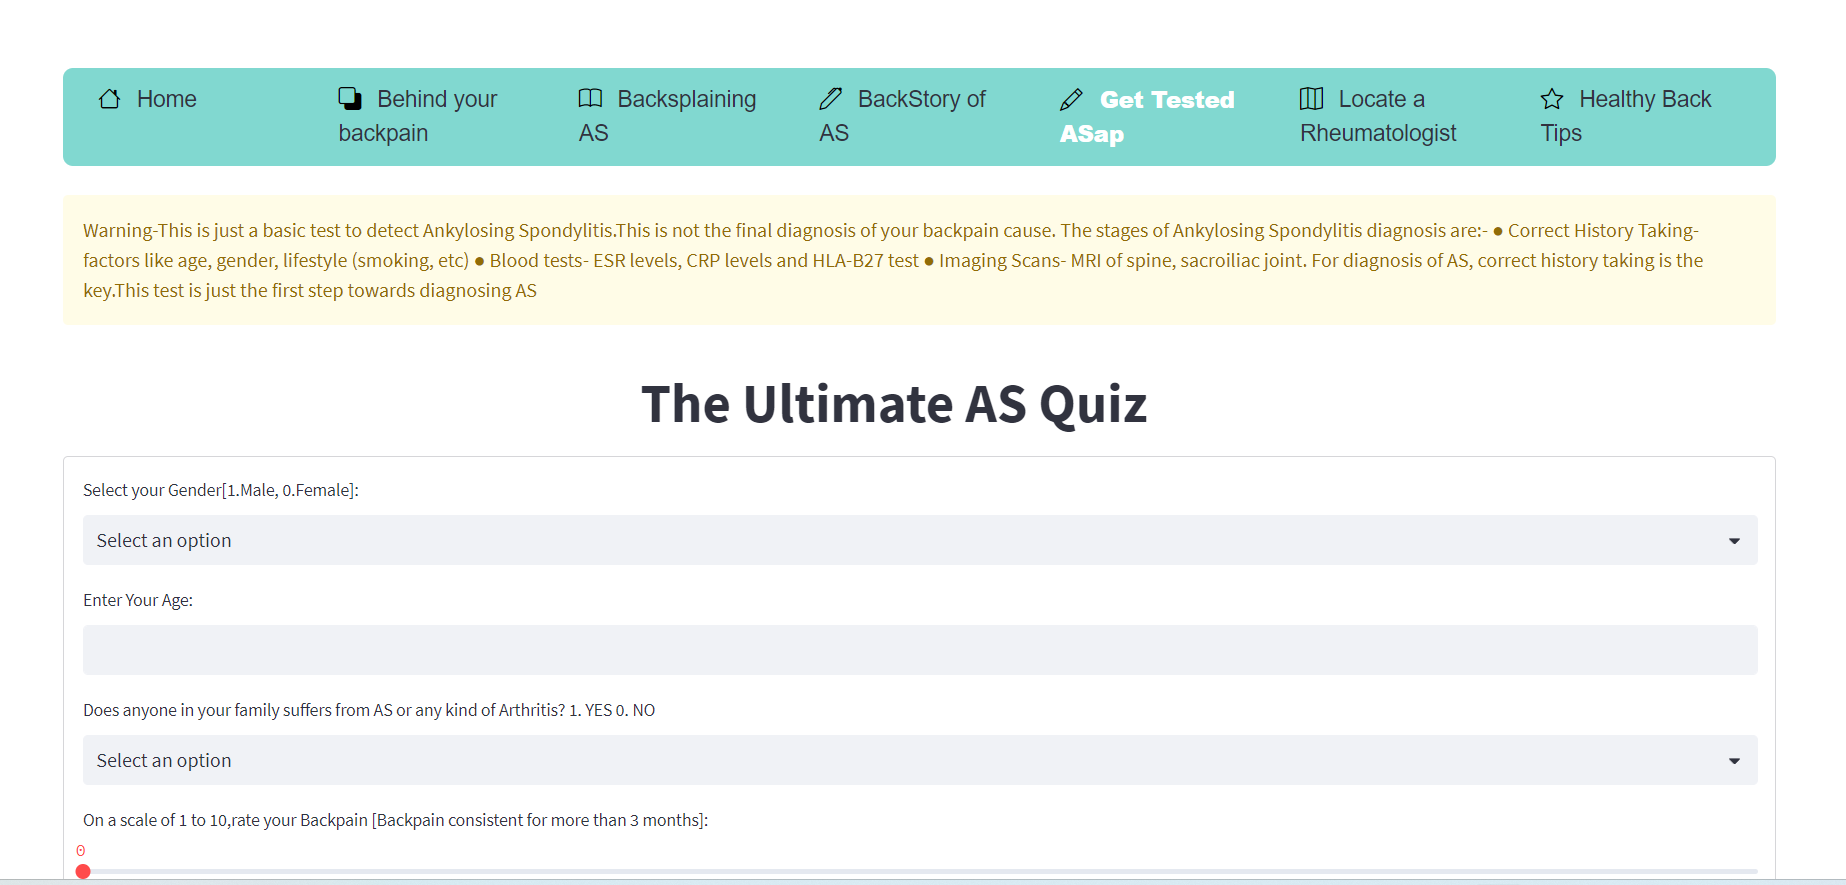 Home
Behind your
backpain
Backsplaining
AS
BackStory of
AS
Get Tested
ASap
Locate a
Rheumatologist
Healthy Back
Tips
Warning-This is just a basic test to detect Ankylosing Spondylitis.This is not the final diagnosis of your backpain cause. The stages of Ankylosing Spondylitis diagnosis are:- ● Correct History Taking-
factors like age, gender, lifestyle (smoking, etc) ● Blood tests- ESR levels, CRP levels and HLA-B27 test ● Imaging Scans- MRI of spine, sacroiliac joint. For diagnosis of AS, correct history taking is the
key.This test is just the first step towards diagnosing AS
The Ultimate AS Quiz
Select your Gender[1.Male, 0.Female]:
Select an option
Enter Your Age:
Does anyone in your family suffers from AS or any kind of Arthritis? 1. YES 0. NO
Select an option
On a scale of 1 to 10,rate your Backpain [Backpain consistent for more than 3 months]:
0